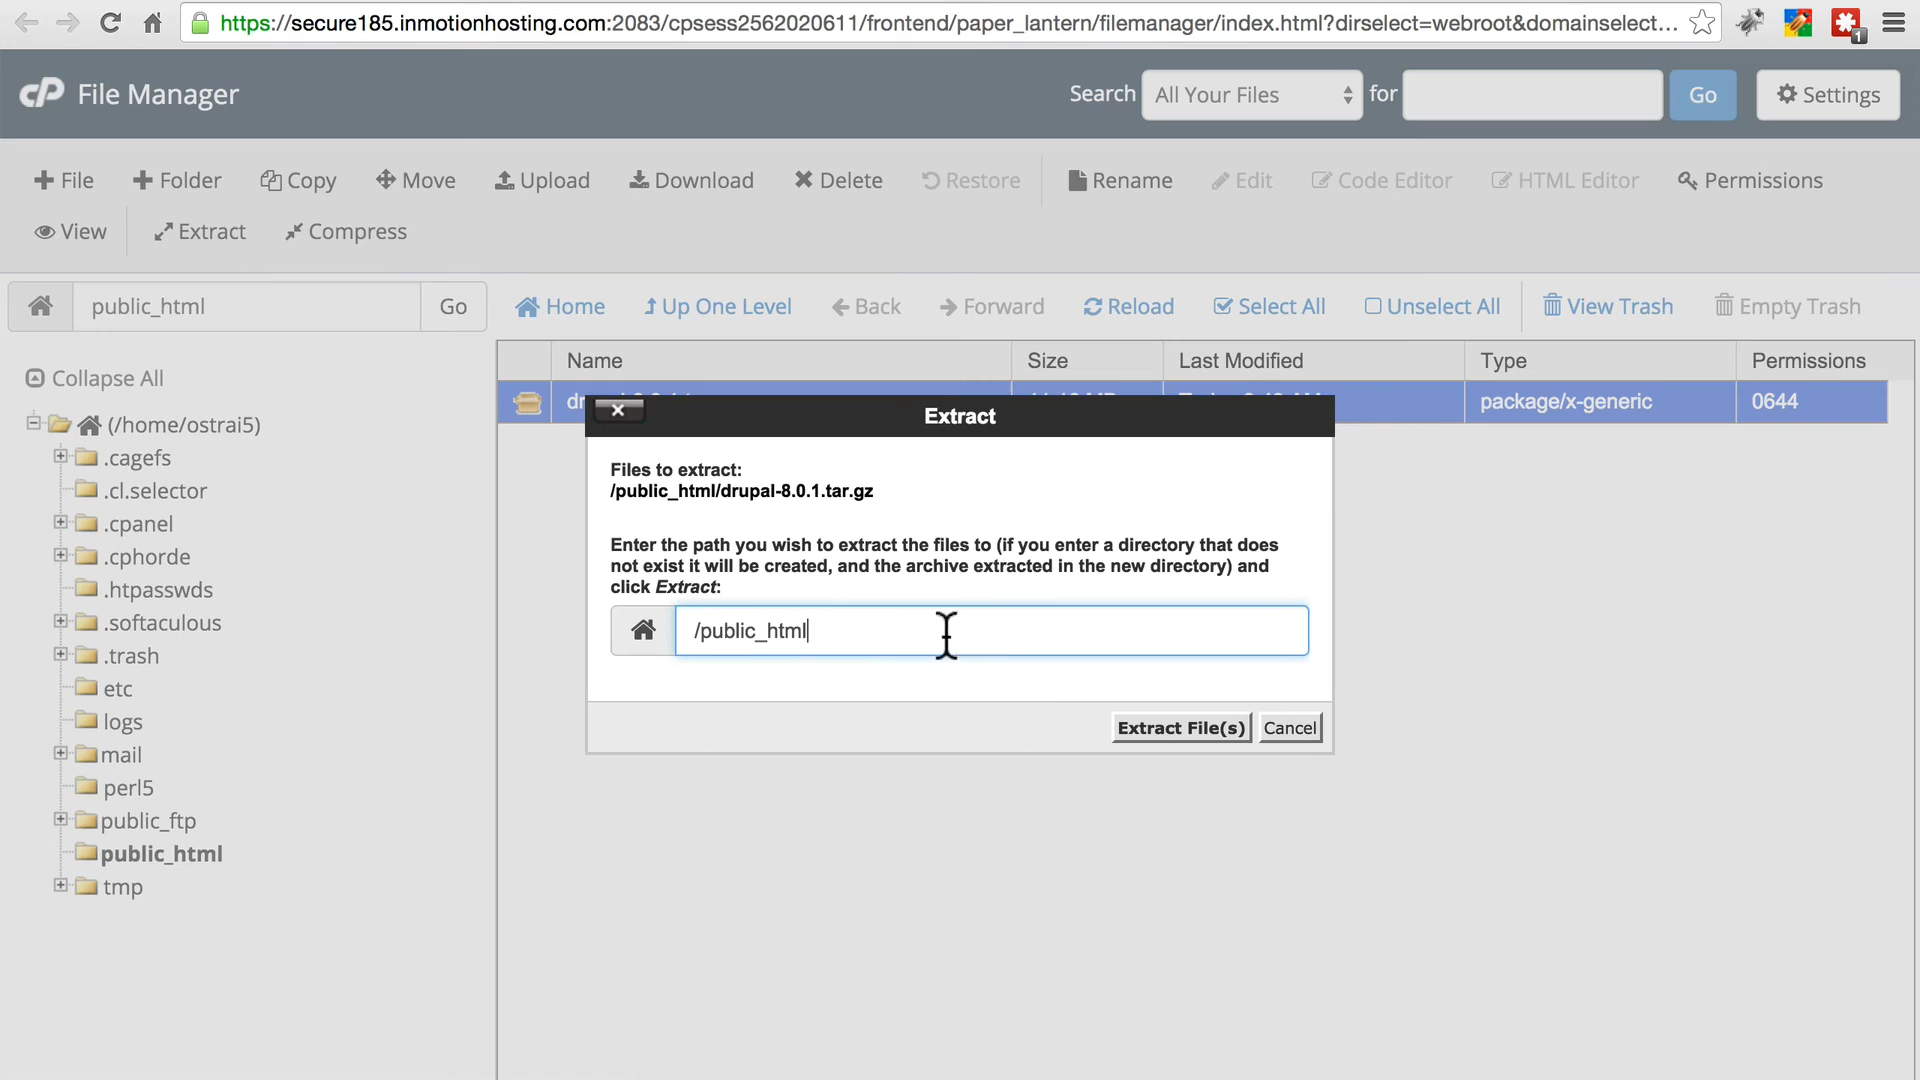 https://secure185.inmotionhosting.com:2083/cpsess2562020611/frontend/paper_lantern/filemanager/index.html?dirselect=webroot&domainselect...
1
cP File Manager
Search All Your Files for Go Settings
File Folder Copy Move Upload Download Delete Restore Rename Edit Code Editor HTML Editor Permissions
View Extract Compress
public_html Go Home Up One Level Back Forward Reload Select All Unselect All View Trash Empty Trash
Name Size Last Modified Type Permissions
package/x-generic 0644
Extract
Files to extract:
/public_html/drupal-8.0.1.tar.gz
Enter the path you wish to extract the files to (if you enter a directory that does
not exist it will be created, and the archive extracted in the new directory) and
click Extract:
/public_html
Extract File(s) Cancel
Collapse All
(/home/ostrai5)
.cagefs
.cl.selector
.cpanel
.cphorde
.htpasswds
.softaculous
.trash
etc
logs
mail
perl5
public_ftp
public_html
tmp